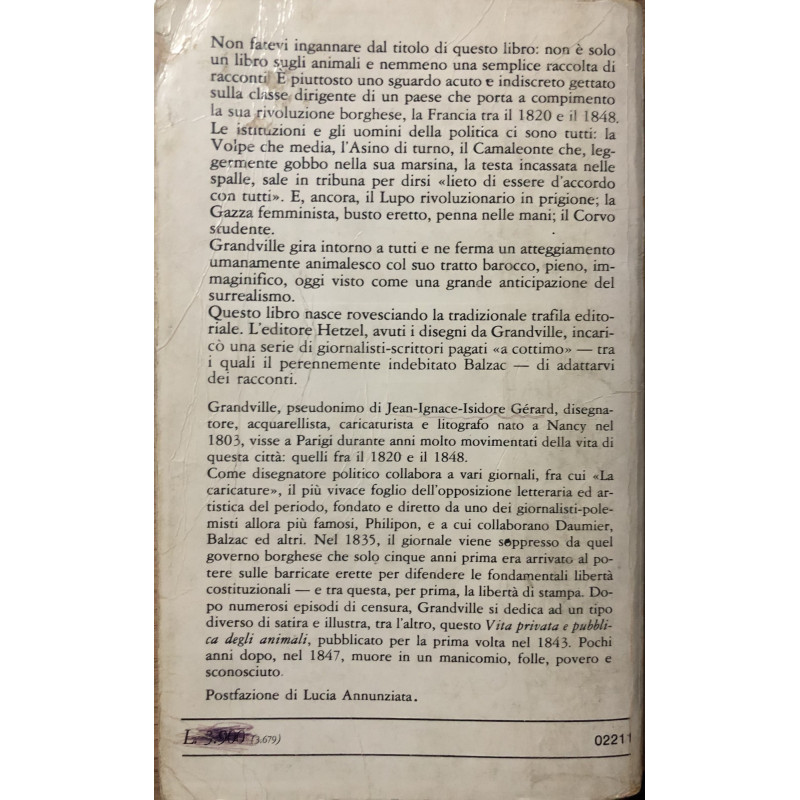 Non fatevi ingannare dal titolo di questo libro: non è solo
un libro sugli animali e nemmeno una semplice raccolta di
racconti. È piuttosto uno sguardo acuto e indiscreto gettato
sulla classe dirigente di un paese che porta a compimento
la sua rivoluzione borghese, la Francia tra il 1820 e il 1848.
Le istituzioni e gli uomini della politica ci sono tutti: la
Volpe che media, l'Asino di turno, il Camaleonte che, leg-
germente gobbo nella sua marsina, la testa incassata nelle
spalle, sale in tribuna per dirsi «lieto di essere d'accordo
con tutti». E, ancora, il Lupo rivoluzionario in prigione; la
Gazza femminista, busto eretto, penna nelle mani; il Corvo
studente.
Grandville gira intorno a tutti e ne ferma un atteggiamento
umanamente animalesco col suo tratto barocco, pieno, im-
maginifico, oggi visto come una grande anticipazione del
surrealismo.
Questo libro nasce rovesciando la tradizionale trafila edito-
riale. L'editore Hetzel, avuti i disegni da Grandville, incari-
cò una serie di giornalisti-scrittori pagati «a cottimo» — tra
i quali il perennemente indebitato Balzac — di adattarvi
dei racconti.
Grandville, pseudonimo di Jean-Ignace-Isidore Gérard, disegna-
tore, acquarellista, caricaturista e litografo nato a Nancy nel
1803, visse a Parigi durante anni molto movimentati della vita di
questa città: quelli fra il 1820 e il 1848.
Come disegnatore politico collabora a vari giornali, fra cui «La
caricature», il più vivace foglio dell'opposizione letteraria ed ar-
tistica del periodo, fondato e diretto da uno dei giornalisti-pole-
misti allora più famosi, Philipon, e a cui collaborano Daumier,
Balzac ed altri. Nel 1835, il giornale viene soppresso da quel
governo borghese che solo cinque anni prima era arrivato al po-
tere sulle barricate erette per difendere le fondamentali libertà
costituzionali — e tra questa, per prima, la libertà di stampa. Do-
po numerosi episodi di censura, Grandville si dedica ad un tipo
diverso di satira e illustra, tra l'altro, questo Vita privata e pubbli-
ca degli animali, pubblicato per la prima volta nel 1843. Pochi
anni dopo, nel 1847, muore in un manicomio, folle, povero e
sconosciuto.
Postfazione di Lucia Annunziata.
L. 3.900 (3.679)
02211